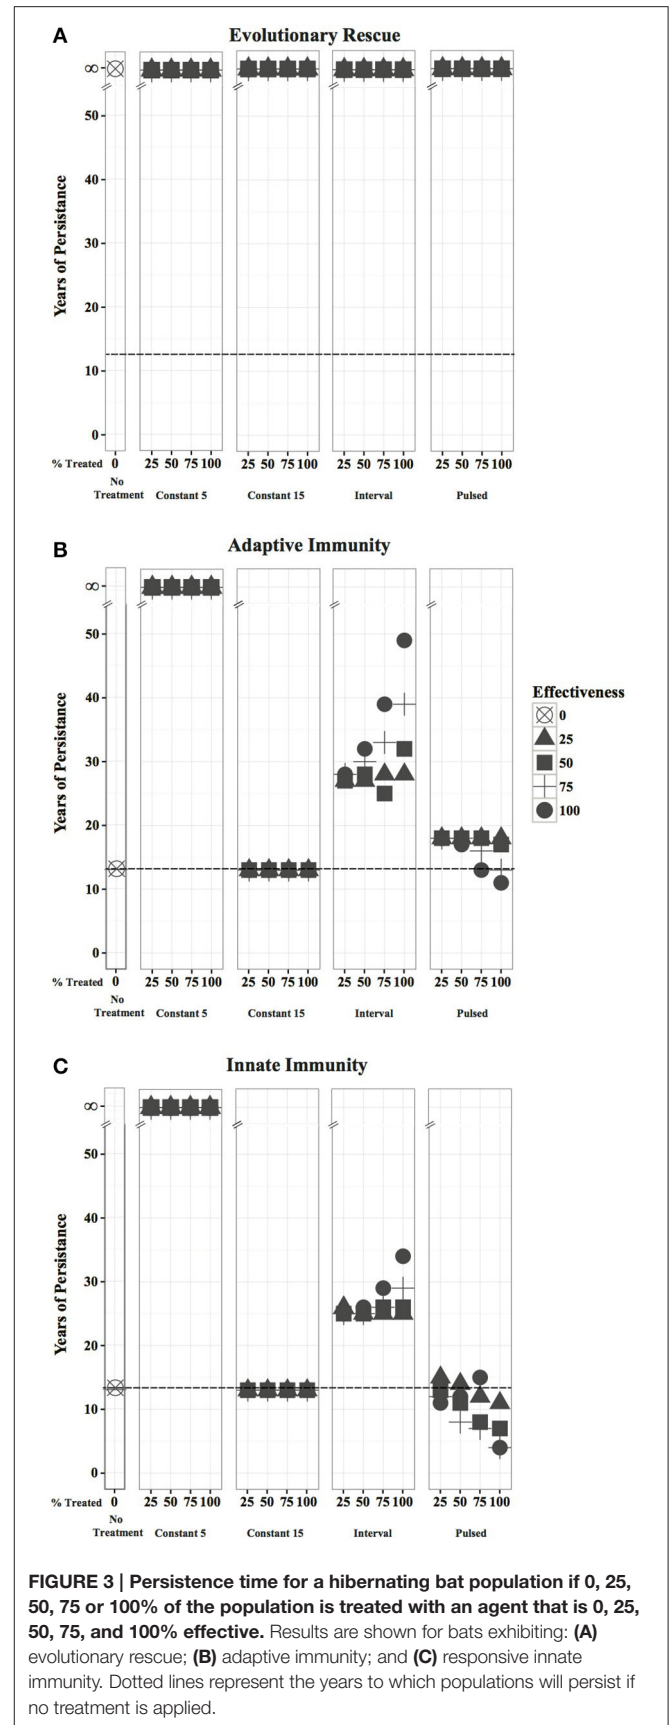 A
Evolutionary Rescue
∞
50
40
30
20
10
0
Years of Persistance
% Treated 0 25 50 75 100 25 50 75 100 25 50 75 100 25 50 75 100
No Treatment Constant 5 Constant 15 Interval Pulsed
B
Adaptive Immunity
∞
50
40
30
20
10
0
Years of Persistance
% Treated 0 25 50 75 100 25 50 75 100 25 50 75 100 25 50 75 100
No Treatment Constant 5 Constant 15 Interval Pulsed
Effectiveness
0
25
50
75
100
C
Innate Immunity
∞
50
40
30
20
10
0
Years of Persistance
% Treated 0 25 50 75 100 25 50 75 100 25 50 75 100 25 50 75 100
No Treatment Constant 5 Constant 15 Interval Pulsed
FIGURE 3 | Persistence time for a hibernating bat population if 0, 25,
50, 75 or 100% of the population is treated with an agent that is 0, 25,
50, 75, and 100% effective. Results are shown for bats exhibiting: (A)
evolutionary rescue; (B) adaptive immunity; and (C) responsive innate
immunity. Dotted lines represent the years to which populations will persist if
no treatment is applied.